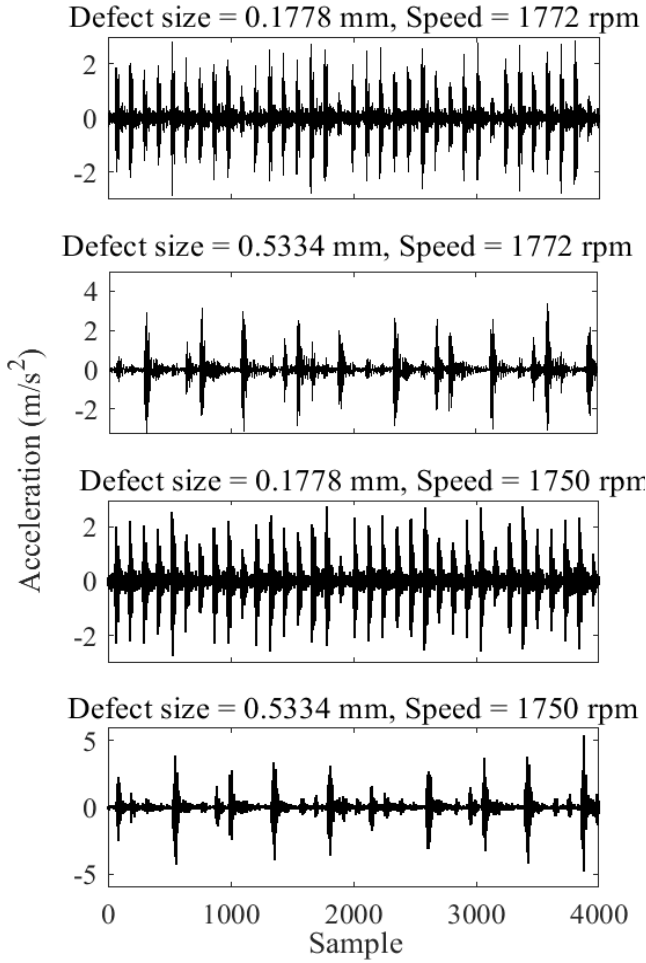 Defect size = 0.1778 mm, Speed = 1772 rpm
2
0
-2
Defect size = 0.5334 mm, Speed = 1772 rpm
4
2
0
-2
Acceleration (m/s²)
Defect size = 0.1778 mm, Speed = 1750 rpm
2
0
-2
Defect size = 0.5334 mm, Speed = 1750 rpm
5
0
-5
0 1000 2000 3000 4000
Sample